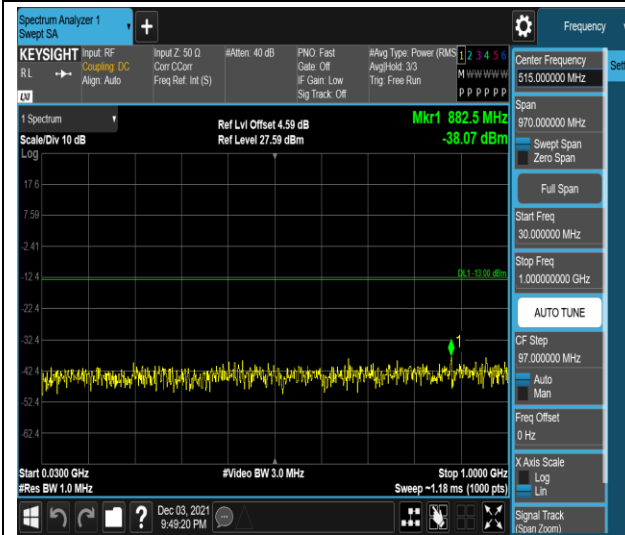 Spectrum Analyzer 1
Swept SA
+
Frequency
KEYSIGHT
RL
LXI
Input: RF
Coupling: DC
Align: Auto
Input Z: 50 Ω
Corr CCorr
Freq Ref: Int (S)
#Atten: 40 dB
PNO: Fast
Gate: Off
IF Gain: Low
Sig Track: Off
#Avg Type: Power (RMS
Avg|Hold: 3/3
Trig: Free Run
1 2 3 4 5 6
M W W W W W
P P P P P P
1 Spectrum
Scale/Div 10 dB
Log
Ref Lvl Offset 4.59 dB
Ref Level 27.59 dBm
Mkr1 882.5 MHz
-38.07 dBm
17.6
7.59
-2.41
-12.4
-22.4
-32.4
-42.4
-52.4
-62.4
DL1 -13.00 dBm
1
Start 0.0300 GHz
#Res BW 1.0 MHz
#Video BW 3.0 MHz
Stop 1.0000 GHz
Sweep ~1.18 ms (1000 pts)
Center Frequency
515.000000 MHz
Sett
Span
970.000000 MHz
Swept Span
Zero Span
Full Span
Start Freq
30.000000 MHz
Stop Freq
1.000000000 GHz
AUTO TUNE
CF Step
97.000000 MHz
Auto
Man
Freq Offset
0 Hz
X Axis Scale
Log
Lin
Signal Track
(Span Zoom)
?
Dec 03, 2021
9:49:20 PM